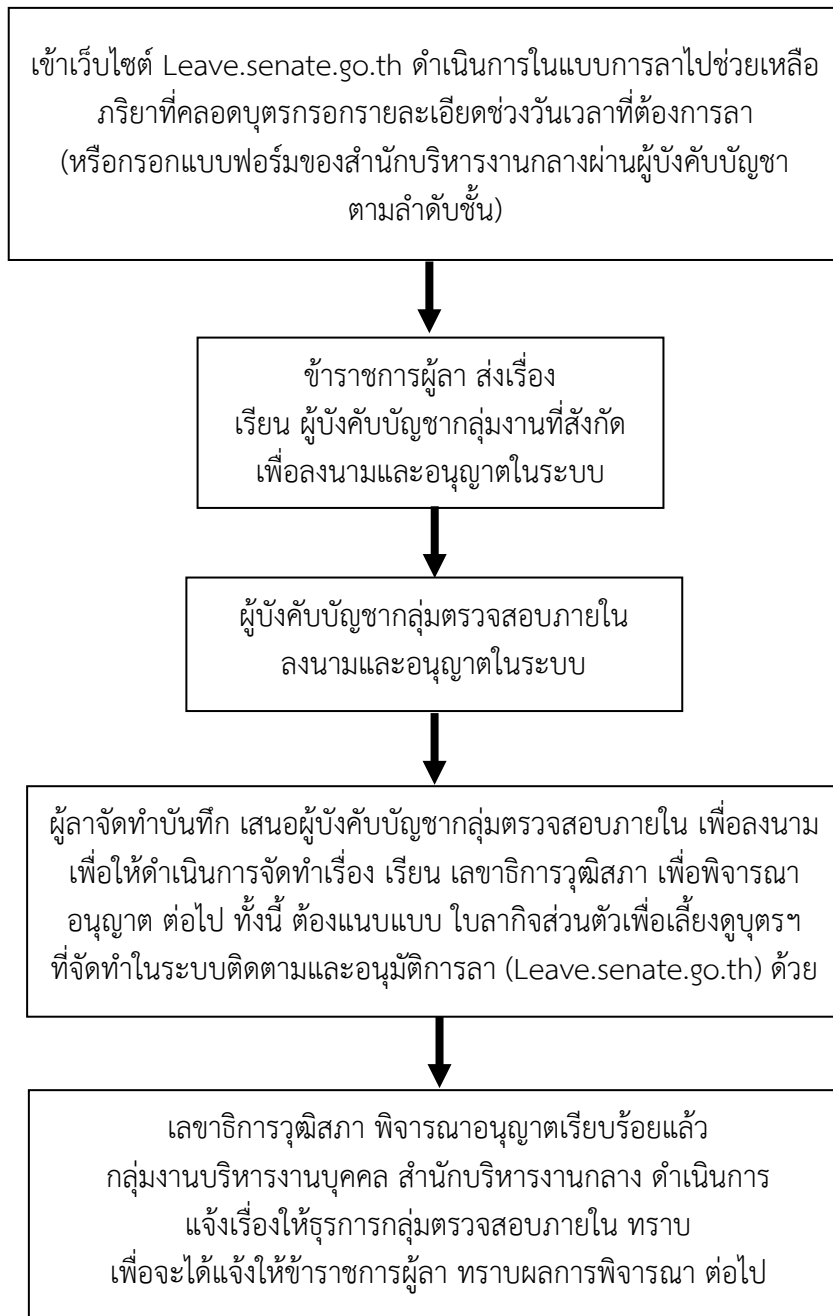 เข้าเว็บไซต์ Leave.senate.go.th ดำเนินการในแบบการลาไปช่วยเหลือ
ภริยาที่คลอดบุตรกรอกรายละเอียดช่วงวันเวลาที่ต้องการลา
(หรือกรอกแบบฟอร์มของสำนักบริหารงานกลางผ่านผู้บังคับบัญชา
ตามลำดับชั้น)
ข้าราชการผู้ลา ส่งเรื่อง
เรียน ผู้บังคับบัญชากลุ่มงานที่สังกัด
เพื่อลงนามและอนุญาตในระบบ
ผู้บังคับบัญชากลุ่มตรวจสอบภายใน
ลงนามและอนุญาตในระบบ
ผู้ลาจัดทำบันทึก เสนอผู้บังคับบัญชากลุ่มตรวจสอบภายใน เพื่อลงนาม
เพื่อให้ดำเนินการจัดทำเรื่อง เรียน เลขาธิการวุฒิสภา เพื่อพิจารณา
อนุญาต ต่อไป ทั้งนี้ ต้องแนบแบบ ใบลากิจส่วนตัวเพื่อเลี้ยงดูบุตรฯ
ที่จัดทำในระบบติดตามและอนุมัติการลา (Leave.senate.go.th) ด้วย
เลขาธิการวุฒิสภา พิจารณาอนุญาตเรียบร้อยแล้ว
กลุ่มงานบริหารงานบุคคล สำนักบริหารงานกลาง ดำเนินการ
แจ้งเรื่องให้ธุรการกลุ่มตรวจสอบภายใน ทราบ
เพื่อจะได้แจ้งให้ข้าราชการผู้ลา ทราบผลการพิจารณา ต่อไป